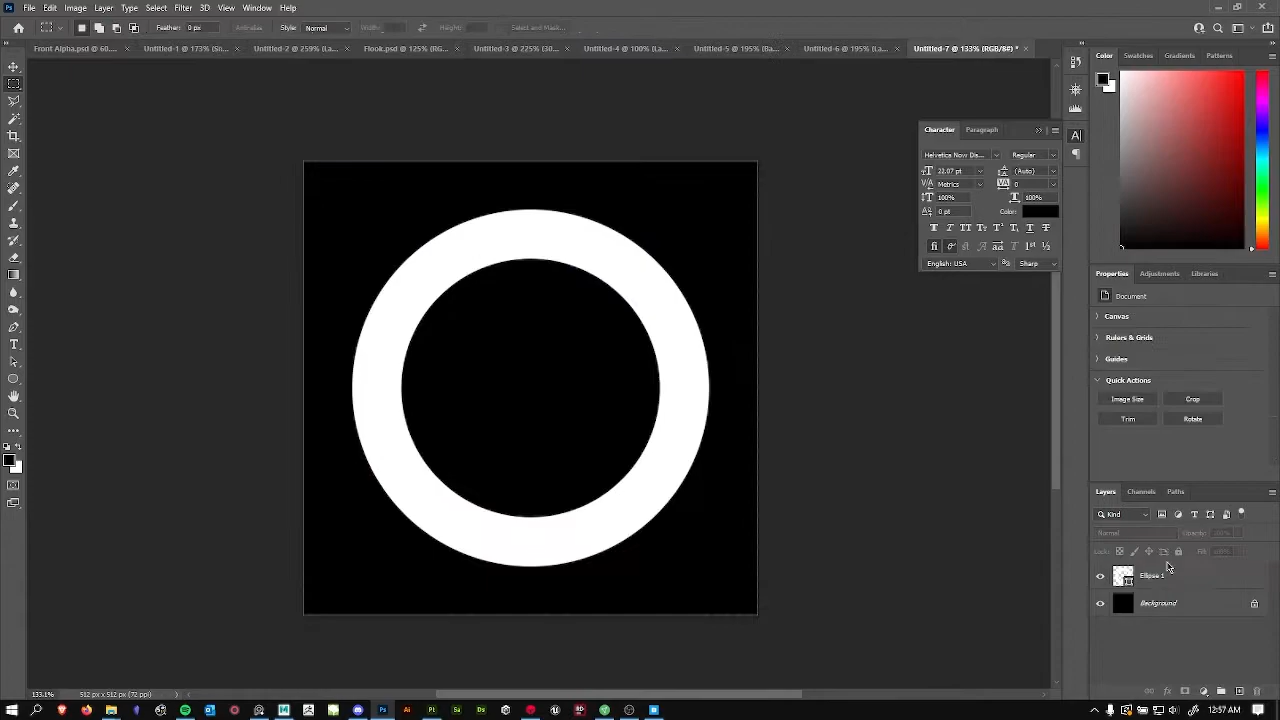 Ps File Edit Image Layer Type Select Filter 3D View Window Help
Feather: 0 px Anti-alias Style: Normal Width: Height: Select and Mask...
Front Alpha.psd @ 60.... Untitled-1 @ 173% (Sn... Untitled-2 @ 259% (La... Hook.psd @ 125% (RG... Untitled-3 @ 225% (30... Untitled-4 @ 100% (La... Untitled-5 @ 195% (Ba... Untitled-6 @ 195% (La... Untitled-7 @ 133% (RGB/8#) *
Color Swatches Gradients Patterns
Character Paragraph
Helvetica Now Dis... Regular
22.07 pt (Auto)
Metrics 0
100% 100%
0 pt Color:
English: USA Sharp
Properties Adjustments Libraries
Document
Canvas
Rulers & Grids
Guides
Quick Actions
Image Size Crop
Trim Rotate
Layers Channels Paths
Kind
Normal Opacity: 100%
Lock: Fill: 100%
Ellipse 1
Background
133.1% 512 px x 512 px (72 ppi)
12:57 AM